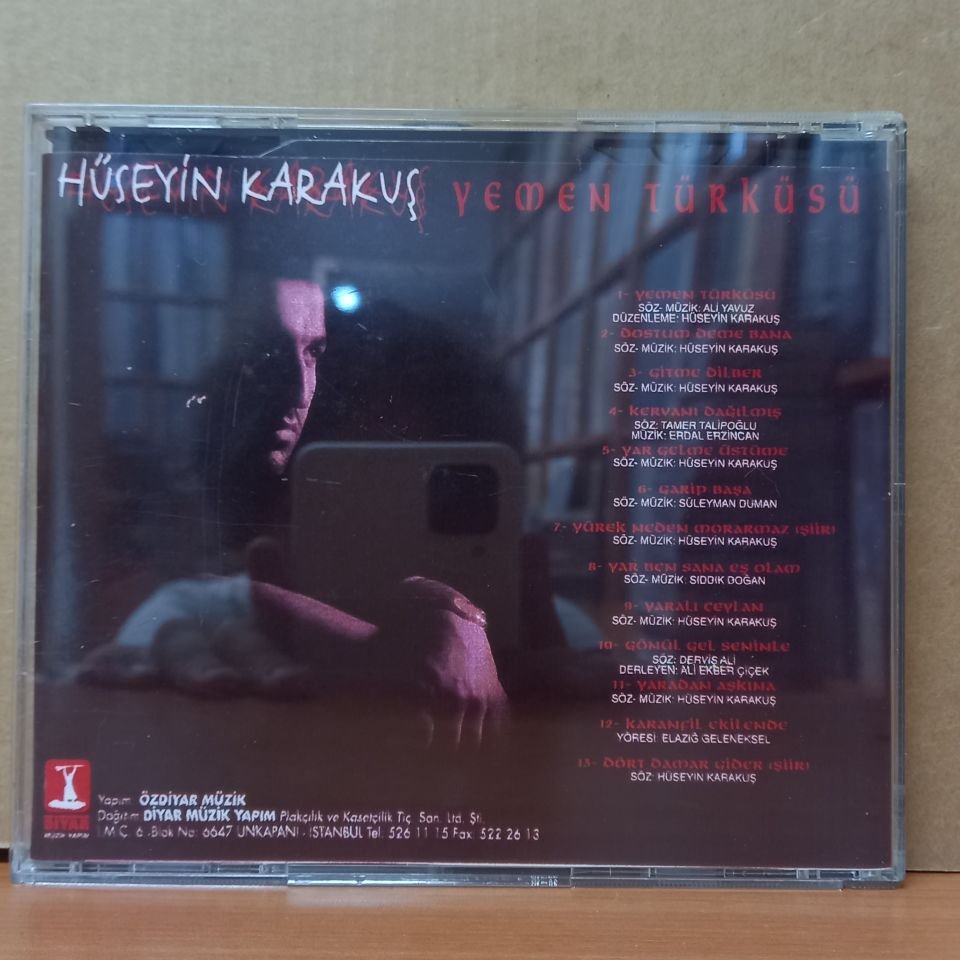 HÜSEYİN KARAKUŞ YEMEN TÜRKÜSÜ
1- YEMEN TÜRKÜSÜ
SÖZ- MÜZİK: ALİ YAVUZ
DÜZENLEME: HÜSEYİN KARAKUŞ
2- DOSTUM DEME BANA
SÖZ- MÜZİK: HÜSEYİN KARAKUŞ
3- GİTME DİLBER
SÖZ- MÜZİK: HÜSEYİN KARAKUŞ
4- KERVANI DAĞILMIŞ
SÖZ: TAMER TALİPOĞLU
MÜZİK: ERDAL ERZİNCAN
5- YAR GELME ÜSTÜME
SÖZ- MÜZİK: HÜSEYİN KARAKUŞ
6- GARİP BAŞA
SÖZ- MÜZİK: SÜLEYMAN DUMAN
7- YÜREK NEDEN MORARMAZ (ŞİİR)
SÖZ- MÜZİK: HÜSEYİN KARAKUŞ
8- YAR BEN SANA EŞ OLAM
SÖZ- MÜZİK: SIDDIK DOĞAN
9- YARALI CEYLAN
SÖZ- MÜZİK: HÜSEYİN KARAKUŞ
10- GÖNÜL GEL SENİNLE
SÖZ: DERVİŞ ALİ
DERLEYEN: ALİ EKBER ÇİÇEK
11- YARADAN AŞKINA
SÖZ- MÜZİK: HÜSEYİN KARAKUŞ
12- KARANFİL EKİLENDE
YÖRESİ ELAZIĞ GELENEKSEL
13- DÖRT DAMAR GİDER (ŞİİR)
SÖZ: HÜSEYİN KARAKUŞ
DİYAR
MÜZİK YAPIM
Yapım: ÖZDİYAR MÜZİK
Dağıtım: DİYAR MÜZİK YAPIM Plakçılık ve Kasetçilik Tic. San. Ltd. Şti.
İ.M.Ç. 6 .Blok No: 6647 UNKAPANI - İSTANBUL Tel: 526 11 15 Fax: 522 26 13